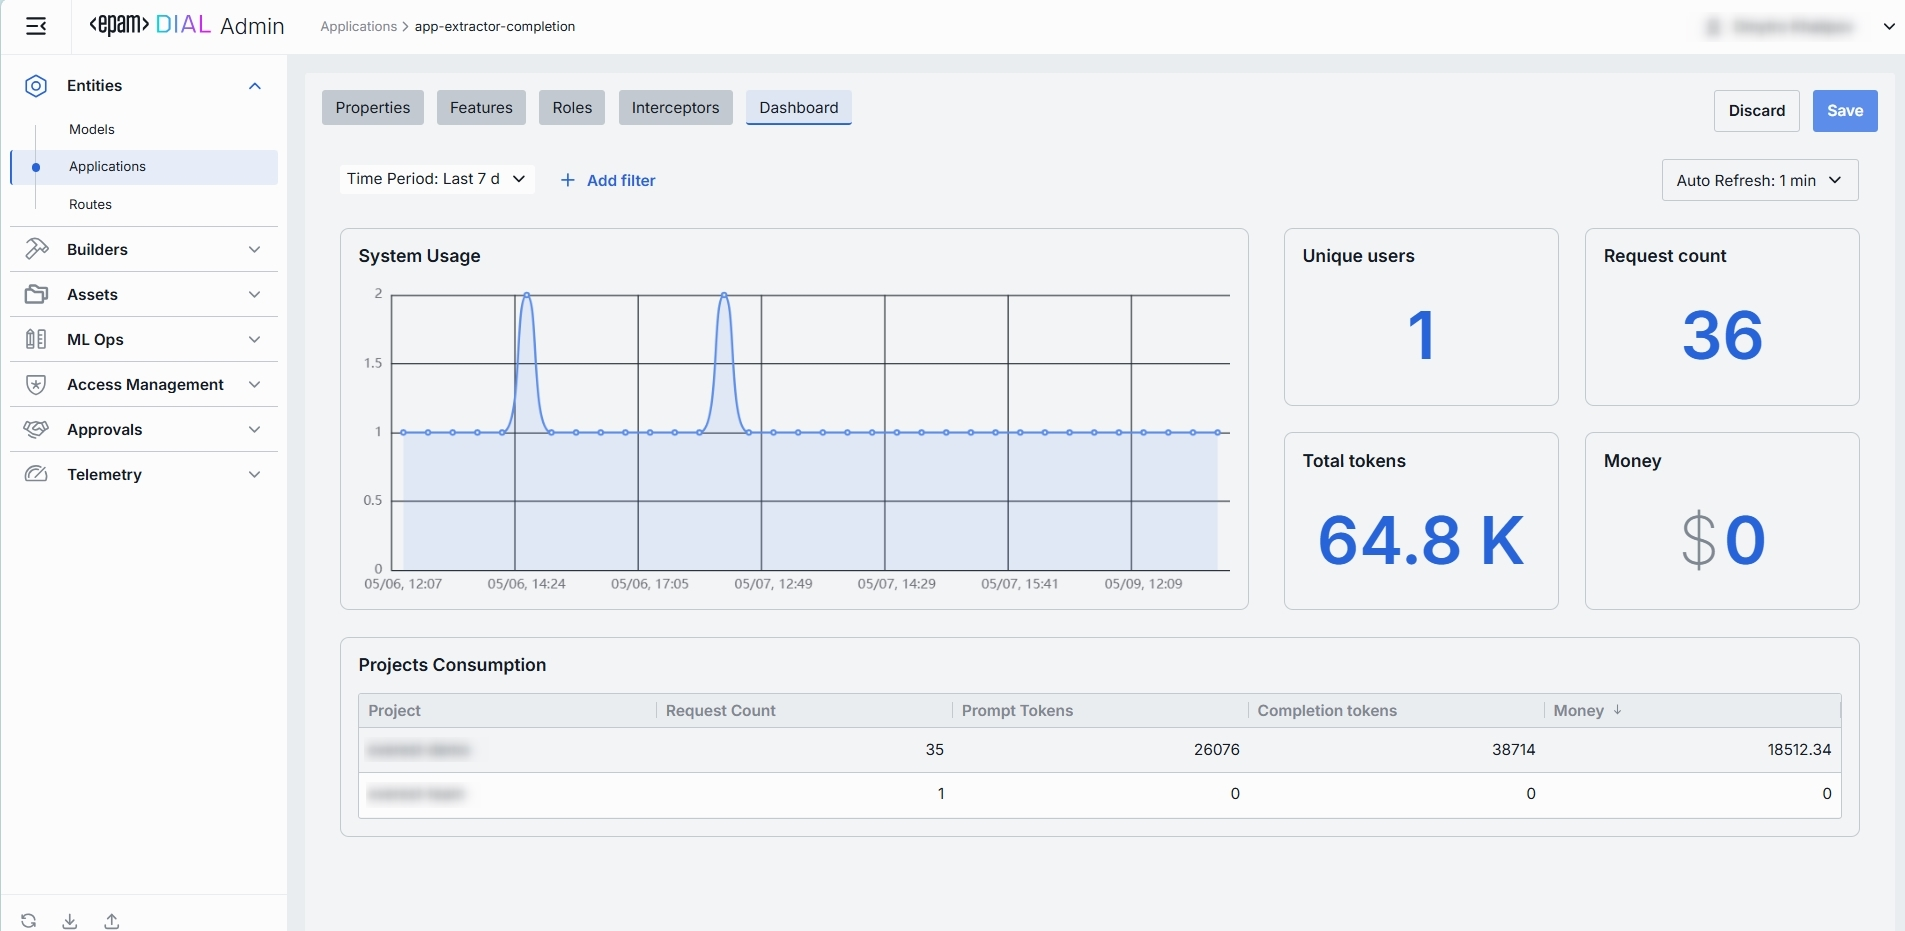 <epam> DIAL Admin
Applications > app-extractor-completion
Entities
Models
Applications
Routes
Builders
Assets
ML Ops
Access Management
Approvals
Telemetry
Properties
Features
Roles
Interceptors
Dashboard
Discard
Save
Time Period: Last 7 d
+ Add filter
Auto Refresh: 1 min
System Usage
2
1.5
1
0.5
0
05/06, 12:07
05/06, 14:24
05/06, 17:05
05/07, 12:49
05/07, 14:29
05/07, 15:41
05/09, 12:09
Unique users
1
Request count
36
Total tokens
64.8 K
Money
$0
Projects Consumption
Project Request Count Prompt Tokens Completion tokens Money ↓
35 26076 38714 18512.34
1 0 0 0